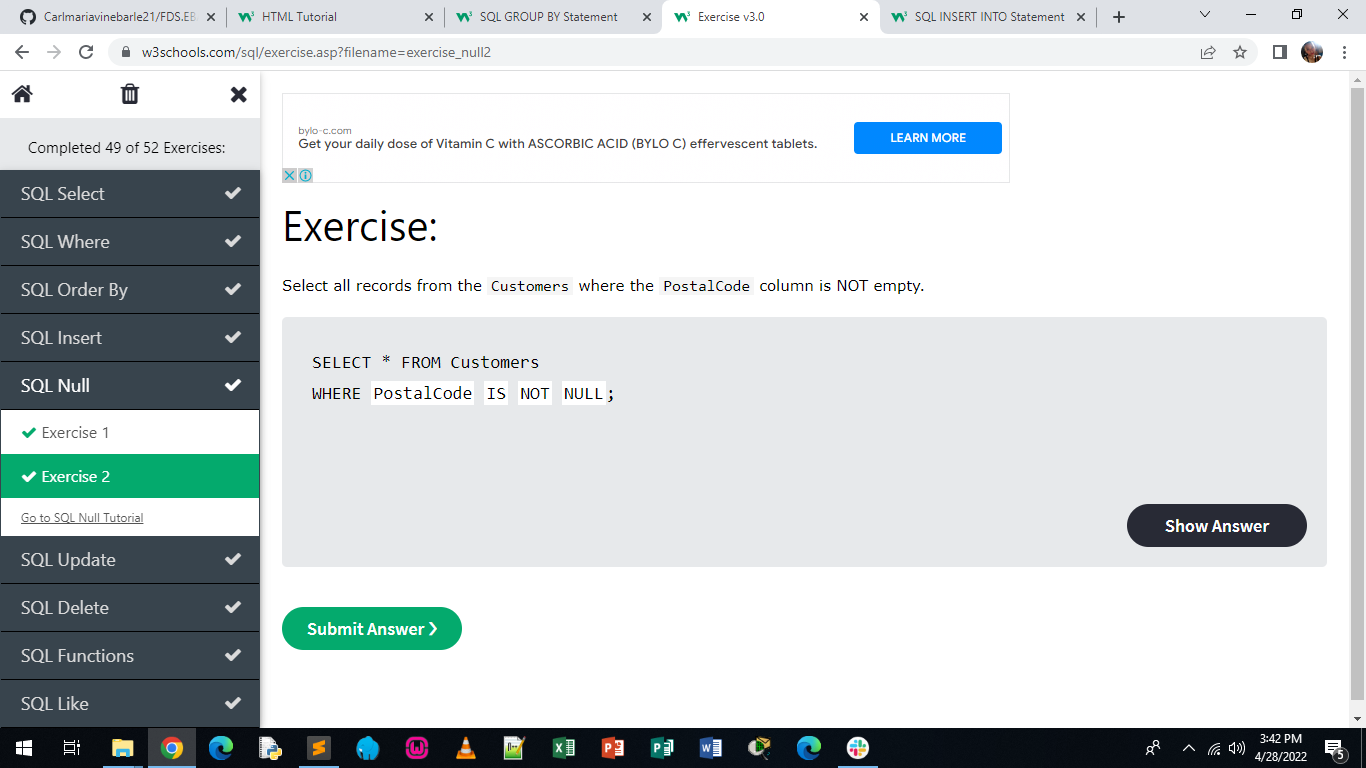 Carlmariavinebarle21/FDS.EB
HTML Tutorial
SQL GROUP BY Statement
Exercise v3.0
SQL INSERT INTO Statement
w3schools.com/sql/exercise.asp?filename=exercise_null2
Completed 49 of 52 Exercises:
SQL Select
SQL Where
SQL Order By
SQL Insert
SQL Null
Exercise 1
Exercise 2
Go to SQL Null Tutorial
SQL Update
SQL Delete
SQL Functions
SQL Like
bylo-c.com
Get your daily dose of Vitamin C with ASCORBIC ACID (BYLO C) effervescent tablets.
LEARN MORE
Exercise:
Select all records from the Customers where the PostalCode column is NOT empty.
SELECT * FROM Customers
WHERE PostalCode IS NOT NULL;
Show Answer
Submit Answer ❯
3:42 PM
4/28/2022
5